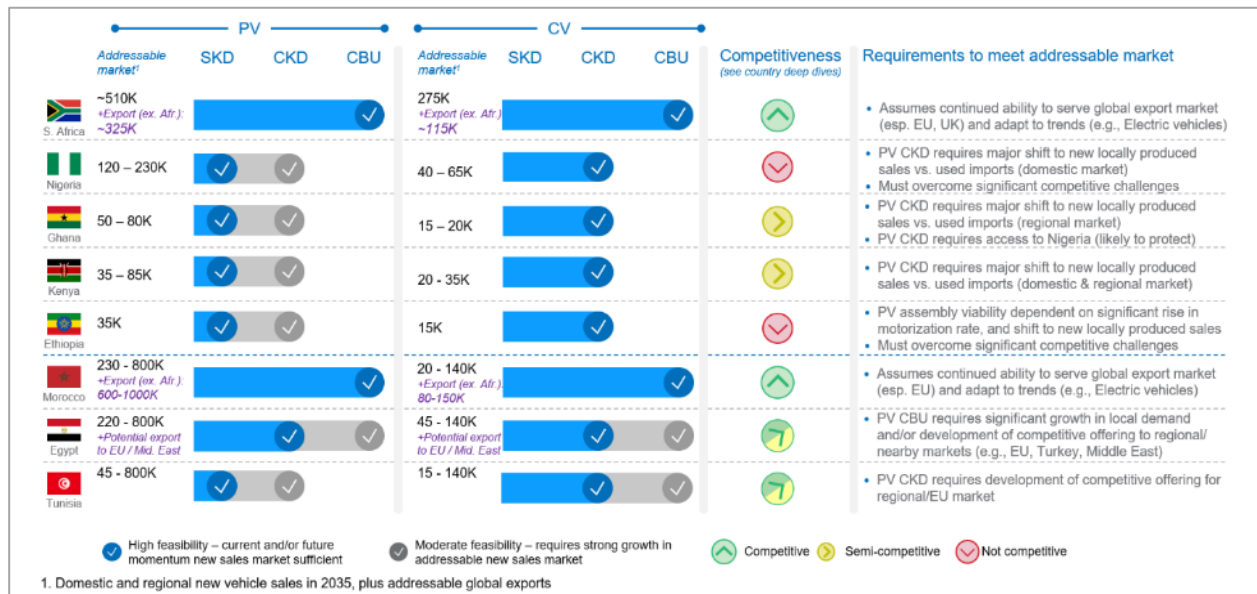 PV
CV
Addressable market¹
SKD
CKD
CBU
Addressable market¹
SKD
CKD
CBU
Competitiveness
(see country deep dives)
Requirements to meet addressable market
S. Africa
~510K
+Export (ex. Afr.):
~325K
275K
+Export (ex. Afr.):
~115K
• Assumes continued ability to serve global export market
(esp. EU, UK) and adapt to trends (e.g., Electric vehicles)
Nigeria
120 – 230K
40 – 65K
• PV CKD requires major shift to new locally produced
sales vs. used imports (domestic market)
• Must overcome significant competitive challenges
Ghana
50 – 80K
15 – 20K
• PV CKD requires major shift to new locally produced
sales vs. used imports (regional market)
• PV CKD requires access to Nigeria (likely to protect)
Kenya
35 – 85K
20 - 35K
• PV CKD requires major shift to new locally produced
sales vs. used imports (domestic & regional market)
Ethiopia
35K
15K
• PV assembly viability dependent on significant rise in
motorization rate, and shift to new locally produced sales
• Must overcome significant competitive challenges
Morocco
230 - 800K
+Export (ex. Afr.):
600-1000K
20 - 140K
+Export (ex. Afr.):
80-150K
• Assumes continued ability to serve global export market
(esp. EU) and adapt to trends (e.g., Electric vehicles)
Egypt
220 - 800K
+Potential export
to EU / Mid. East
45 - 140K
+Potential export
to EU / Mid. East
• PV CBU requires significant growth in local demand
and/or development of competitive offering to regional/
nearby markets (e.g., EU, Turkey, Middle East)
Tunisia
45 - 800K
15 - 140K
• PV CKD requires development of competitive offering for
regional/EU market
High feasibility – current and/or future
momentum new sales market sufficient
Moderate feasibility – requires strong growth in
addressable new sales market
Competitive
Semi-competitive
Not competitive
1. Domestic and regional new vehicle sales in 2035, plus addressable global exports